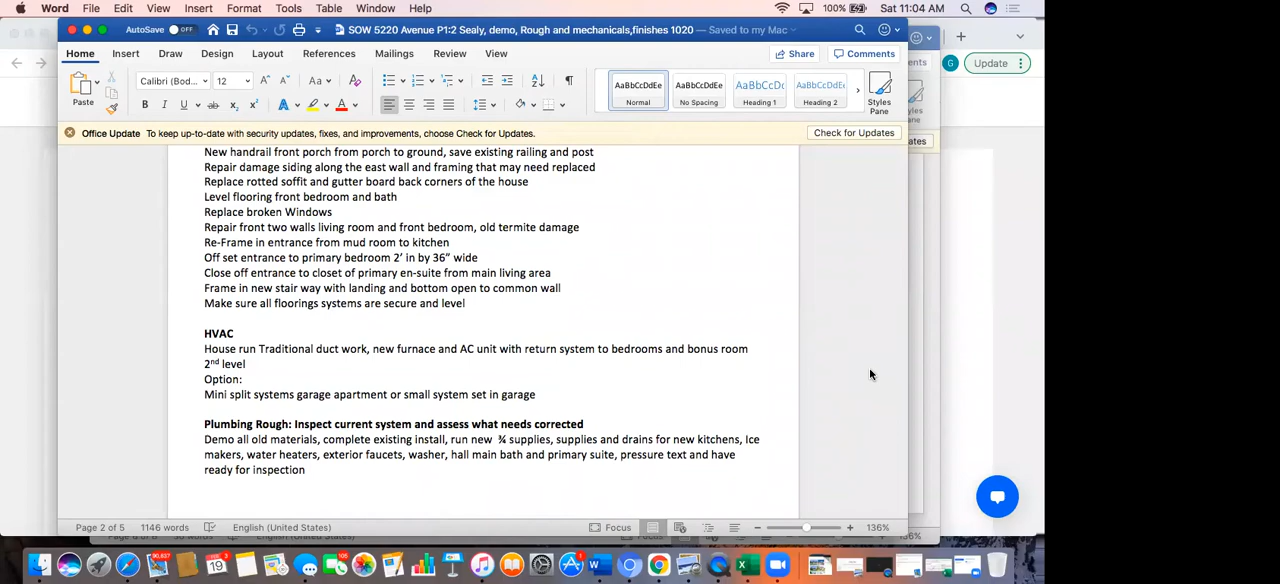 Word File Edit View Insert Format Tools Table Window Help 100% Sat 11:04 AM
AutoSave OFF SOW 5220 Avenue P1:2 Sealy, demo, Rough and mechanicals,finishes 1020 — Saved to my Mac
Home Insert Draw Design Layout References Mailings Review View Share Comments
G Update
Calibri (Bod... 12 Aa
AaBbCcDdEe AaBbCcDdEe AaBbCcDc AaBbCcDdEe
Paste B I U ab x₂ x² A A Normal No Spacing Heading 1 Heading 2 Styles Pane
Office Update To keep up-to-date with security updates, fixes, and improvements, choose Check for Updates. Check for Updates
New handrail front porch from porch to ground, save existing railing and post
Repair damage siding along the east wall and framing that may need replaced
Replace rotted soffit and gutter board back corners of the house
Level flooring front bedroom and bath
Replace broken Windows
Repair front two walls living room and front bedroom, old termite damage
Re-Frame in entrance from mud room to kitchen
Off set entrance to primary bedroom 2' in by 36" wide
Close off entrance to closet of primary en-suite from main living area
Frame in new stair way with landing and bottom open to common wall
Make sure all floorings systems are secure and level
HVAC
House run Traditional duct work, new furnace and AC unit with return system to bedrooms and bonus room
2nd level
Option:
Mini split systems garage apartment or small system set in garage
Plumbing Rough: Inspect current system and assess what needs corrected
Demo all old materials, complete existing install, run new ¾ supplies, supplies and drains for new kitchens, Ice
makers, water heaters, exterior faucets, washer, hall main bath and primary suite, pressure text and have
ready for inspection
Page 2 of 5 1146 words English (United States) Focus 136%